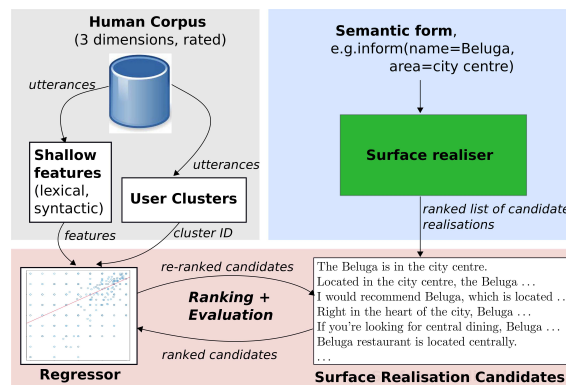 Human Corpus
(3 dimensions, rated)
utterances
utterances
Shallow
features
(lexical,
syntactic)
User Clusters
features
cluster ID
Semantic form,
e.g.inform(name=Beluga,
area=city centre)
Surface realiser
ranked list of candidate
realisations
re-ranked candidates
Ranking +
Evaluation
ranked candidates
Regressor
The Beluga is in the city centre.
Located in the city centre, the Beluga ...
I would recommend Beluga, which is located ..
Right in the heart of the city, Beluga ...
If you're looking for central dining, Beluga ...
Beluga restaurant is located centrally.
...
Surface Realisation Candidates